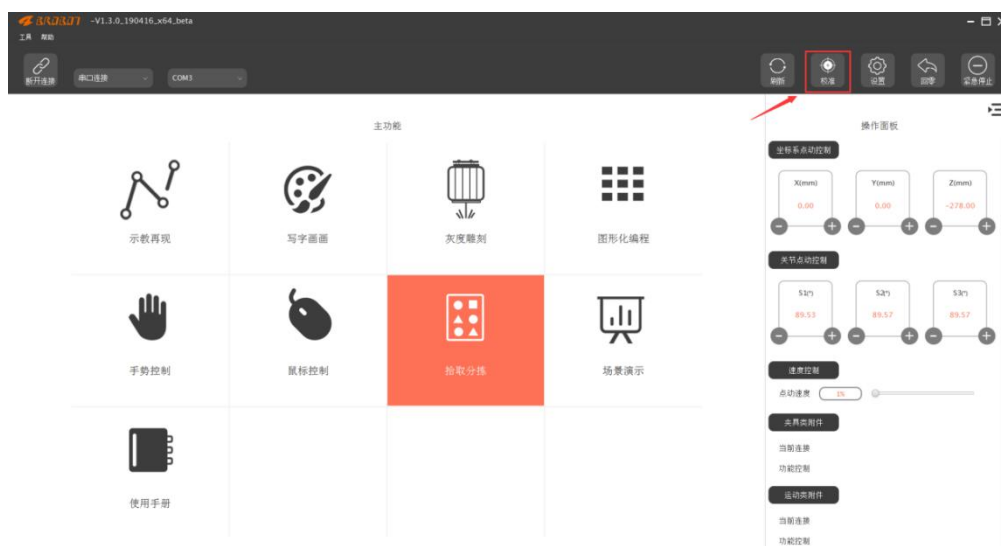 BROBOT -V1.3.0_190416_x64_beta
工具 帮助
断开连接 串口连接 COM3 刷新 校准 设置 回零 紧急停止
主功能
示教再现 写字画画 灰度雕刻 图形化编程
手势控制 鼠标控制 拾取分拣 场景演示
使用手册
操作面板
坐标系点动控制
X(mm) Y(mm) Z(mm)
0.00 0.00 -278.00
关节点动控制
S1(°) S2(°) S3(°)
89.53 89.57 89.57
速度控制
点动速度 1%
夹具类附件
当前连接
功能控制
运动类附件
当前连接
功能控制